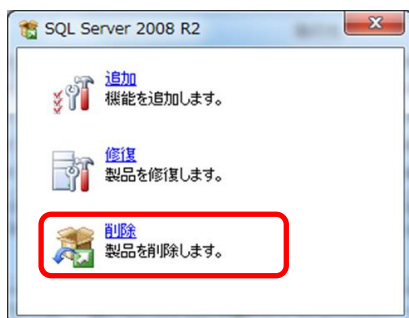 SQL Server 2008 R2
追加
機能を追加します。
修復
製品を修復します。
削除
製品を削除します。